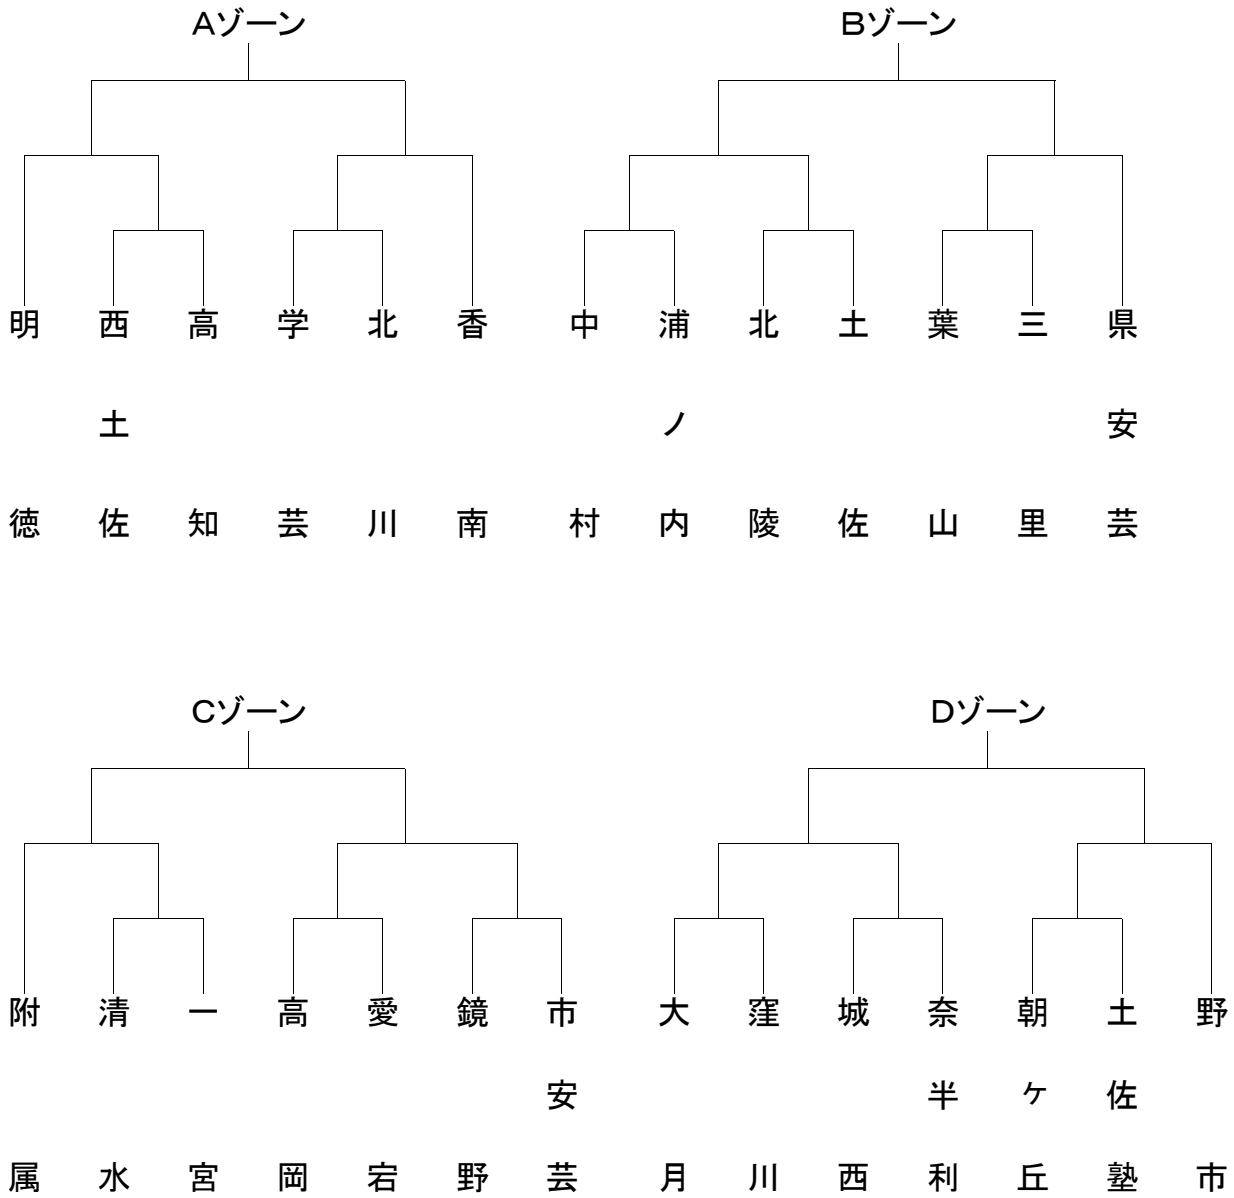 Aゾーン
Bゾーン
明徳
西土佐
高知
学芸
北川
香南
中村
浦ノ内
北陵
土佐
葉山
三里
県安芸
Cゾーン
Dゾーン
附属
清水
一宮
高岡
愛宕
鏡野
市安芸
大月
窪川
城西
奈半利
朝ケ丘
土佐塾
野市